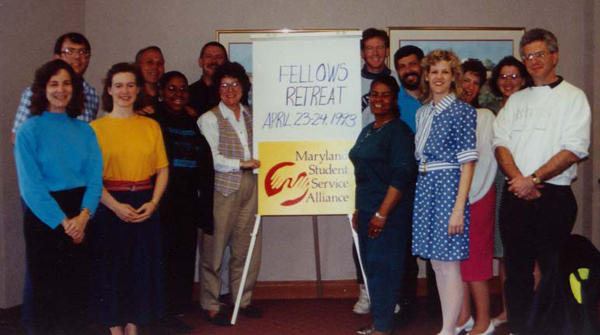 FELLOWS
RETREAT
APRIL 23-24, 1993
Maryland
Student
Service
Alliance